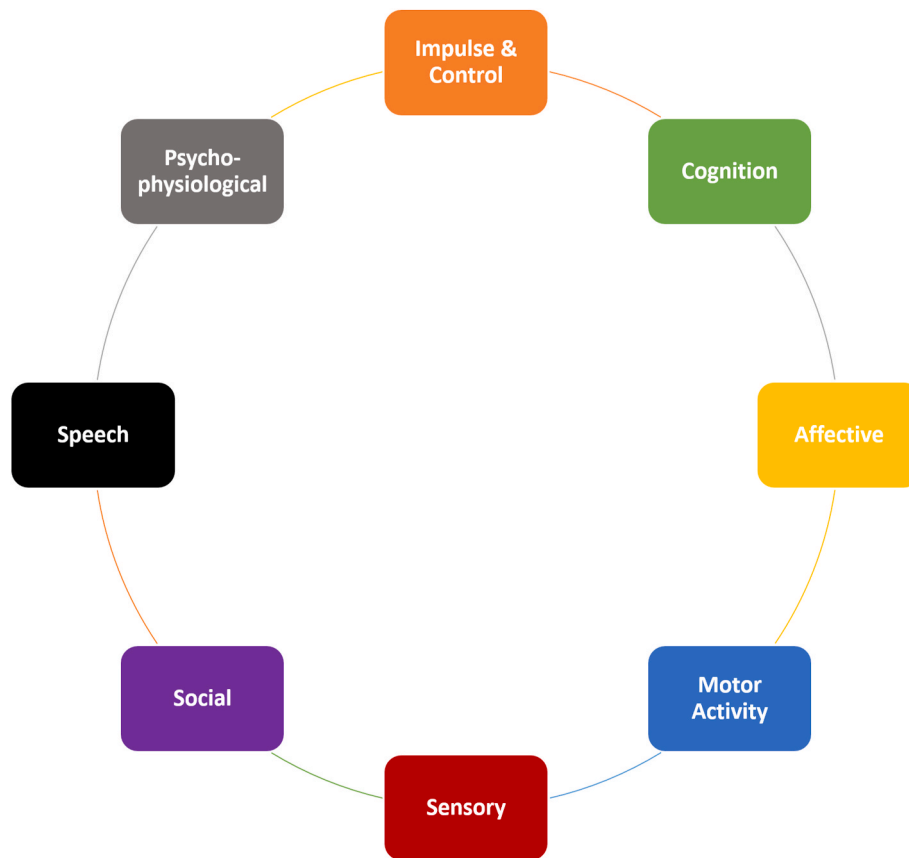 Impulse &
Control
Cognition
Affective
Motor
Activity
Sensory
Social
Speech
Psycho-
physiological